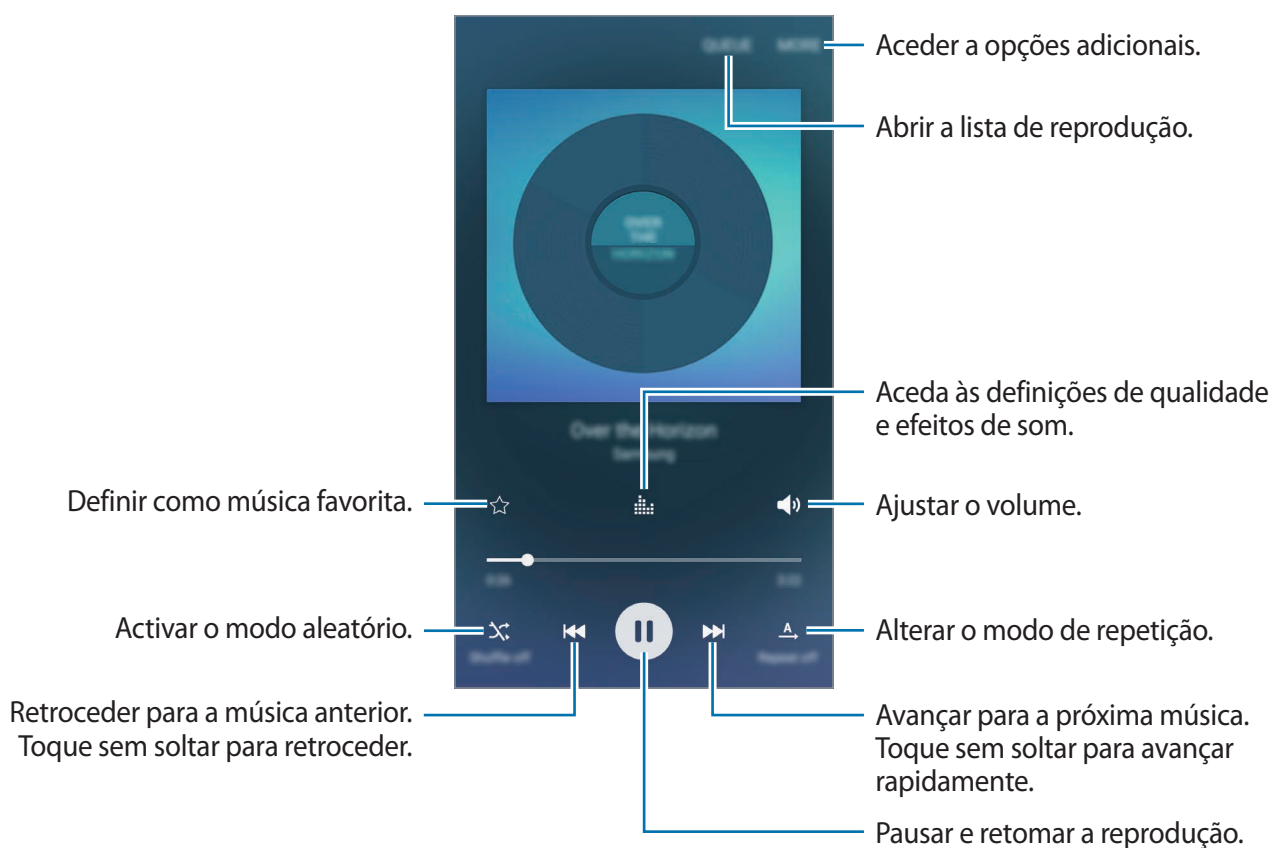 QUEUE MORE
Aceder a opções adicionais.
Abrir a lista de reprodução.
OVER
THE
HORIZON
Aceda às definições de qualidade
e efeitos de som.
Over the Horizon
Samsung
Definir como música favorita.
Ajustar o volume.
Activar o modo aleatório.
A
Alterar o modo de repetição.
Shuffle off
Repeat off
Retroceder para a música anterior.
Toque sem soltar para retroceder.
Avançar para a próxima música.
Toque sem soltar para avançar
rapidamente.
Pausar e retomar a reprodução.